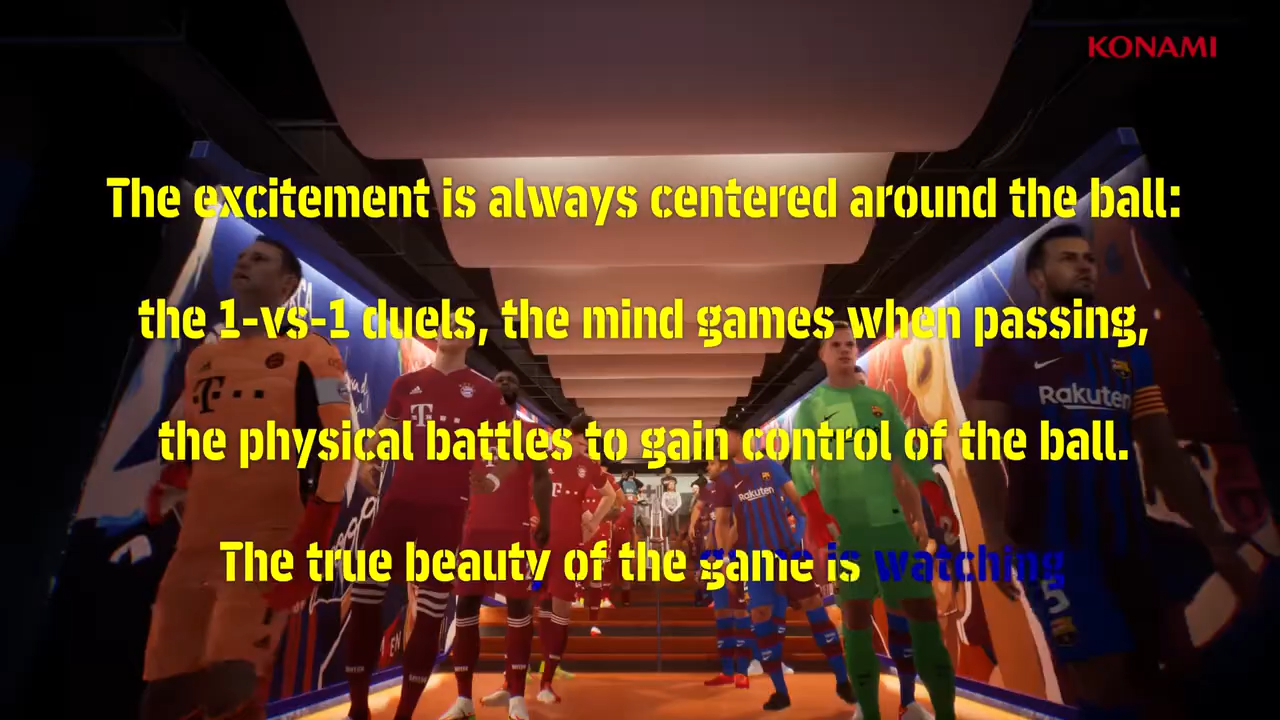 KONAMI
The excitement is always centered around the ball:
the 1-vs-1 duels, the mind games when passing,
the physical battles to gain control of the ball.
The true beauty of the game is watching
Rakuten
Rakuten